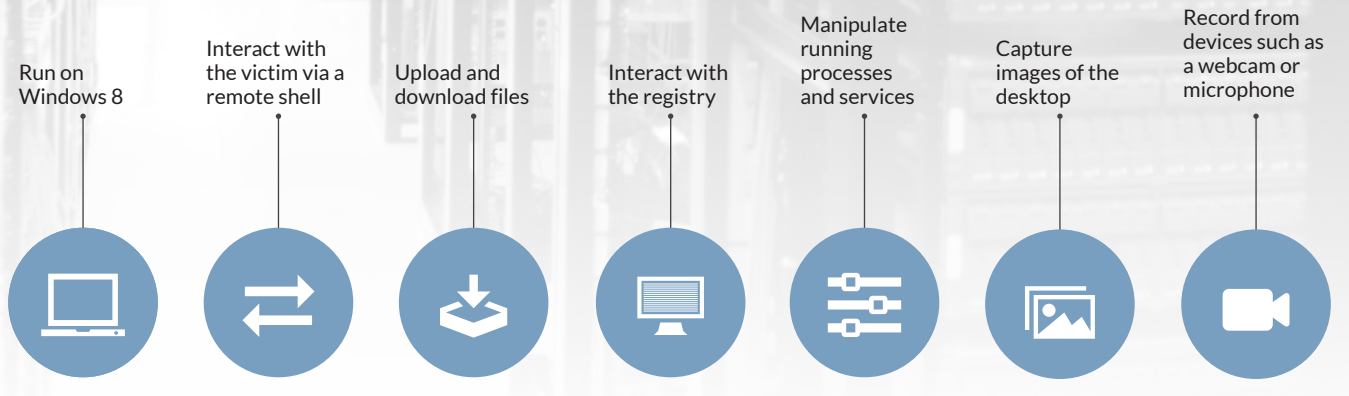 Run on
Windows 8
Interact with
the victim via a
remote shell
Upload and
download files
Interact with
the registry
Manipulate
running
processes
and services
Capture
images of the
desktop
Record from
devices such as
a webcam or
microphone